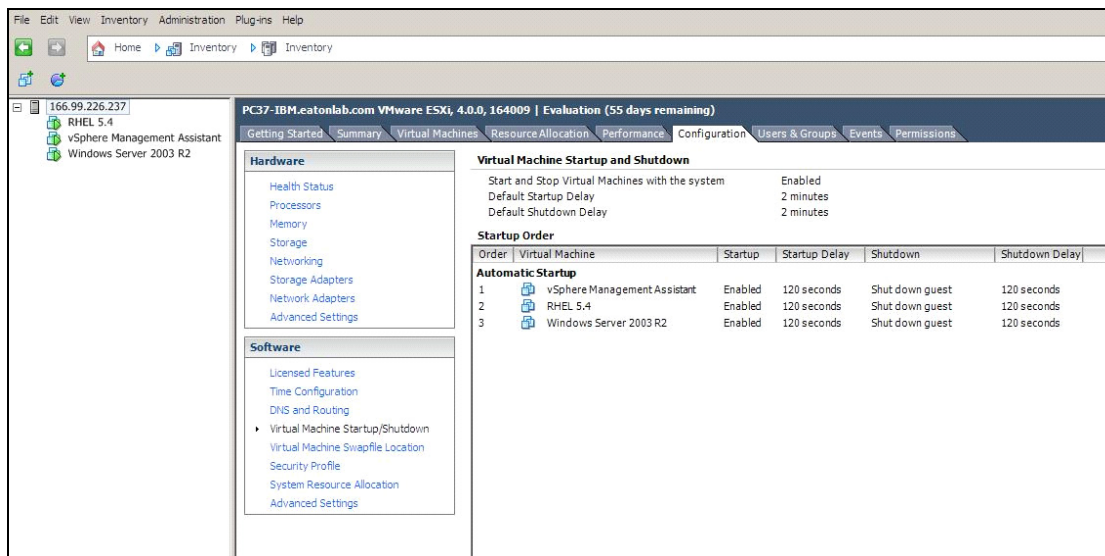 File Edit View Inventory Administration Plug-ins Help
Home Inventory Inventory
166.99.226.237
RHEL 5.4
vSphere Management Assistant
Windows Server 2003 R2
PC37-IBM.eatonlab.com VMware ESXi, 4.0.0, 164009 | Evaluation (55 days remaining)
Getting Started Summary Virtual Machines Resource Allocation Performance Configuration Users & Groups Events Permissions
Hardware
Health Status
Processors
Memory
Storage
Networking
Storage Adapters
Network Adapters
Advanced Settings
Software
Licensed Features
Time Configuration
DNS and Routing
Virtual Machine Startup/Shutdown
Virtual Machine Swapfile Location
Security Profile
System Resource Allocation
Advanced Settings
Virtual Machine Startup and Shutdown
Start and Stop Virtual Machines with the system Enabled
Default Startup Delay 2 minutes
Default Shutdown Delay 2 minutes
Startup Order
Order Virtual Machine Startup Startup Delay Shutdown Shutdown Delay
Automatic Startup
1 vSphere Management Assistant Enabled 120 seconds Shut down guest 120 seconds
2 RHEL 5.4 Enabled 120 seconds Shut down guest 120 seconds
3 Windows Server 2003 R2 Enabled 120 seconds Shut down guest 120 seconds